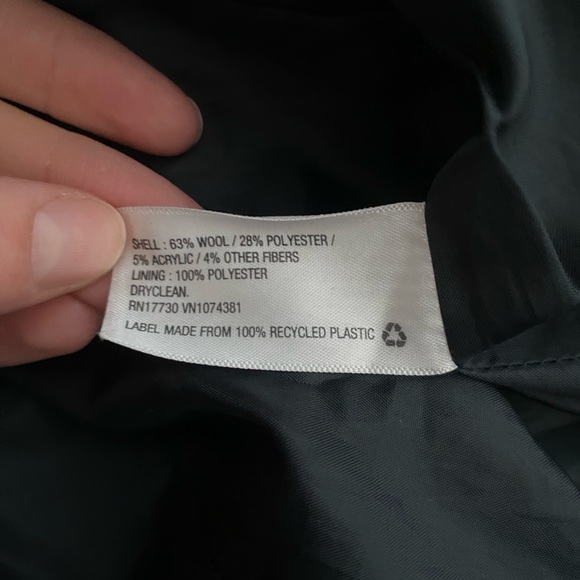 SHELL : 63% WOOL / 28% POLYESTER /
5% ACRYLIC / 4% OTHER FIBERS
LINING : 100% POLYESTER
DRYCLEAN.
RN17730 VN1074381
LABEL MADE FROM 100% RECYCLED PLASTIC